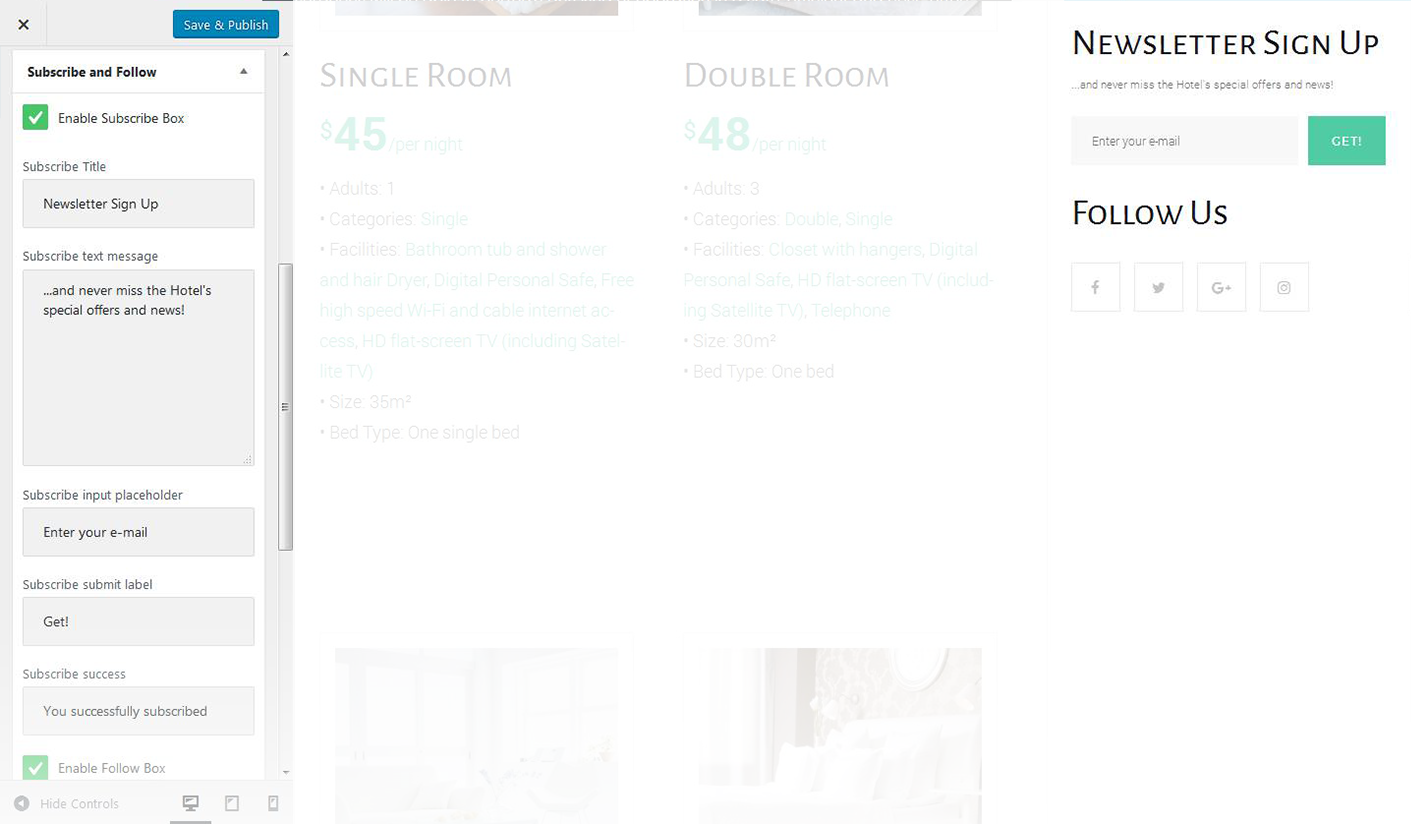 Save & Publish
Subscribe and Follow
Enable Subscribe Box
Subscribe Title
Newsletter Sign Up
Subscribe text message
...and never miss the Hotel's
special offers and news!
Subscribe input placeholder
Enter your e-mail
Subscribe submit label
Get!
Subscribe success
You successfully subscribed
Enable Follow Box
Hide Controls
Single Room
$45/per night
• Adults: 1
• Categories: Single
• Facilities: Bathroom tub and shower
and hair Dryer, Digital Personal Safe, Free
high speed Wi-Fi and cable internet ac-
cess, HD flat-screen TV (including Satel-
lite TV)
• Size: 35m²
• Bed Type: One single bed
Double Room
$48/per night
• Adults: 3
• Categories: Double, Single
• Facilities: Closet with hangers, Digital
Personal Safe, HD flat-screen TV (includ-
ing Satellite TV), Telephone
• Size: 30m²
• Bed Type: One bed
Newsletter Sign Up
...and never miss the Hotel's special offers and news!
Enter your e-mail
GET!
Follow Us